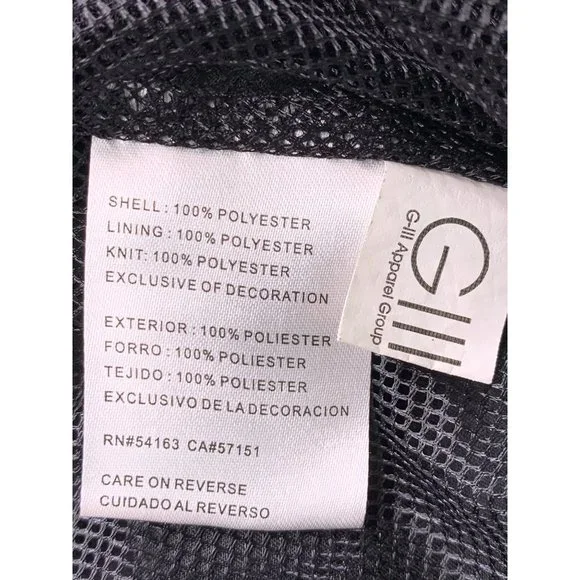 SHELL : 100% POLYESTER
LINING : 100% POLYESTER
KNIT: 100% POLYESTER
EXCLUSIVE OF DECORATION
EXTERIOR : 100% POLIESTER
FORRO : 100% POLIESTER
TEJIDO : 100% POLIESTER
EXCLUSIVO DE LA DECORACION
RN#54163 CA#57151
CARE ON REVERSE
CUIDADO AL REVERSO
GIII
G-III Apparel Group